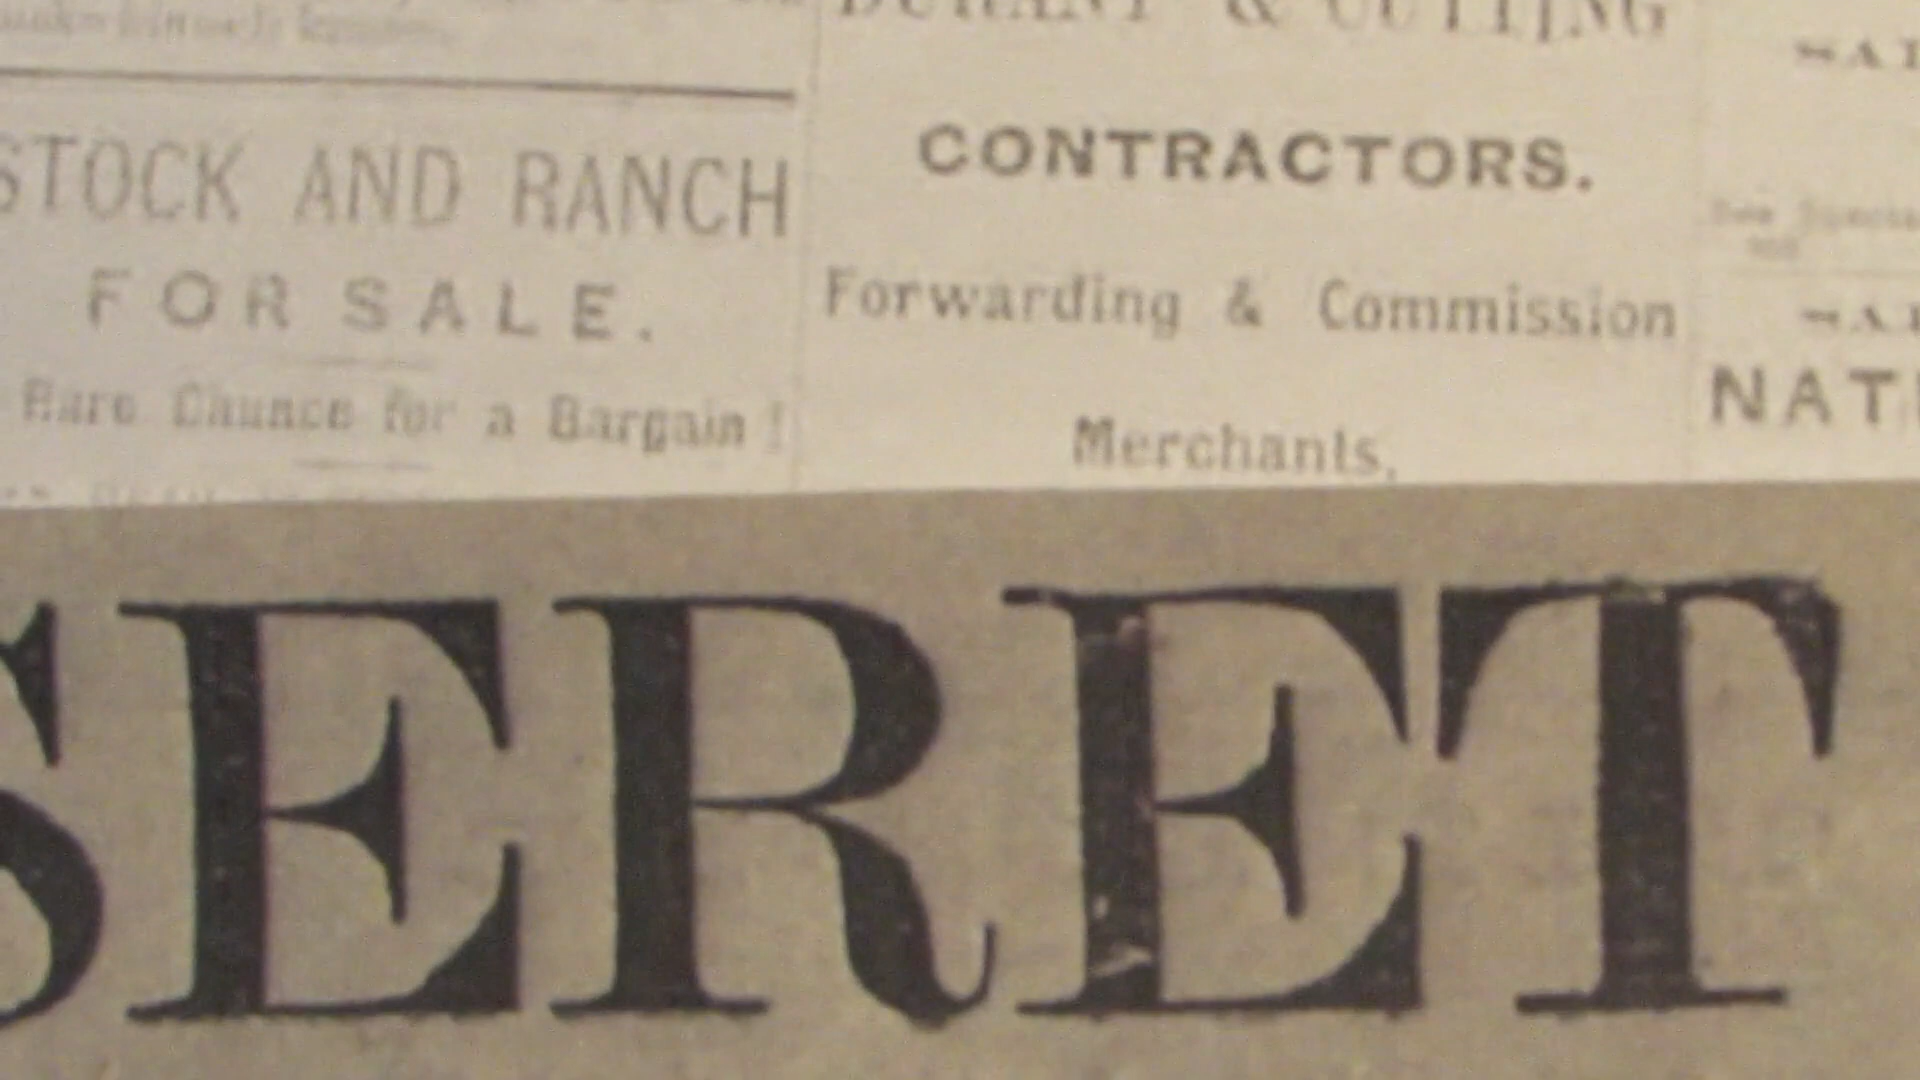 STOCK AND RANCH
FOR SALE.
Rare Chance for a Bargain!
DURANT & CUTTING
CONTRACTORS.
Forwarding & Commission
Merchants.
NAT
SERET